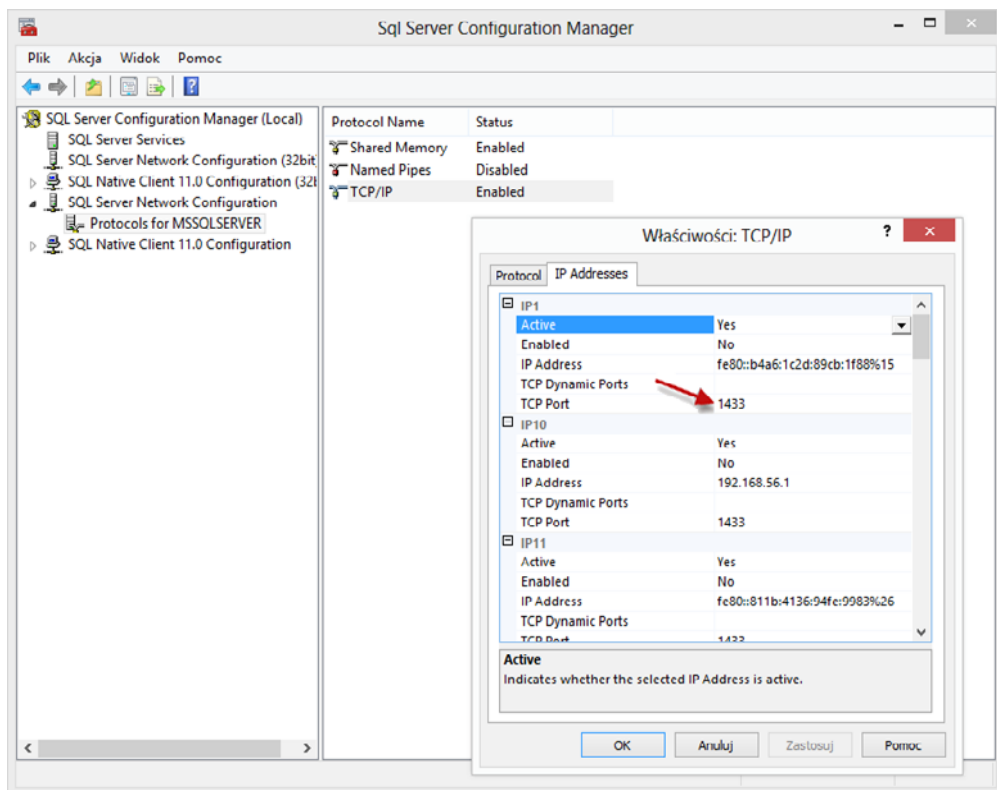 Sql Server Configuration Manager
Plik Akcja Widok Pomoc
SQL Server Configuration Manager (Local)
SQL Server Services
SQL Server Network Configuration (32bit
SQL Native Client 11.0 Configuration (32b
SQL Server Network Configuration
Protocols for MSSQLSERVER
SQL Native Client 11.0 Configuration
Protocol Name Status
Shared Memory Enabled
Named Pipes Disabled
TCP/IP Enabled
Właściwości: TCP/IP
Protocol IP Addresses
IP1
Active Yes
Enabled No
IP Address fe80::b4a6:1c2d:89cb:1f88%15
TCP Dynamic Ports
TCP Port 1433
IP10
Active Yes
Enabled No
IP Address 192.168.56.1
TCP Dynamic Ports
TCP Port 1433
IP11
Active Yes
Enabled No
IP Address fe80::811b:4136:94fe:9983%26
TCP Dynamic Ports
TCP Port 1433
Active
Indicates whether the selected IP Address is active.
OK Anuluj Zastosuj Pomoc